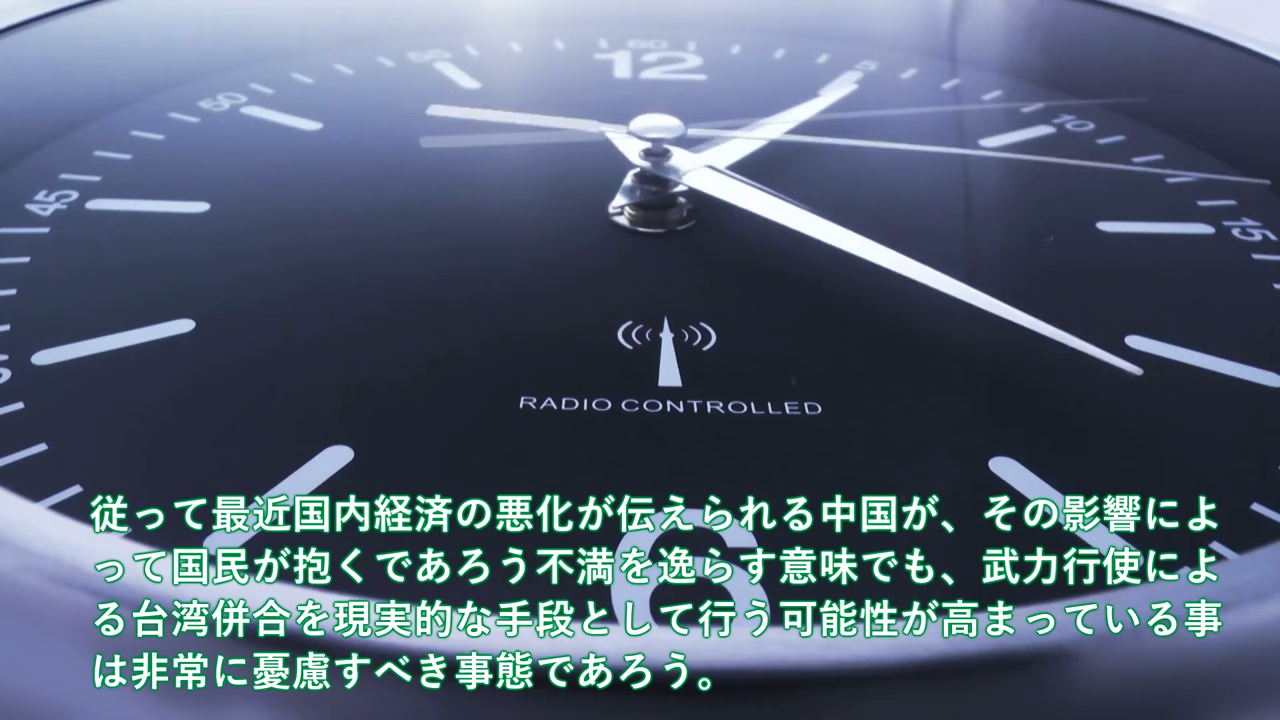 60
55
12
5
50
10
45
15
RADIO CONTROLLED
6
従って最近国内経済の悪化が伝えられる中国が、その影響によ
って国民が抱くであろう不満を逸らす意味でも、武力行使によ
る台湾併合を現実的な手段として行う可能性が高まっている事
は非常に憂慮すべき事態であろう。